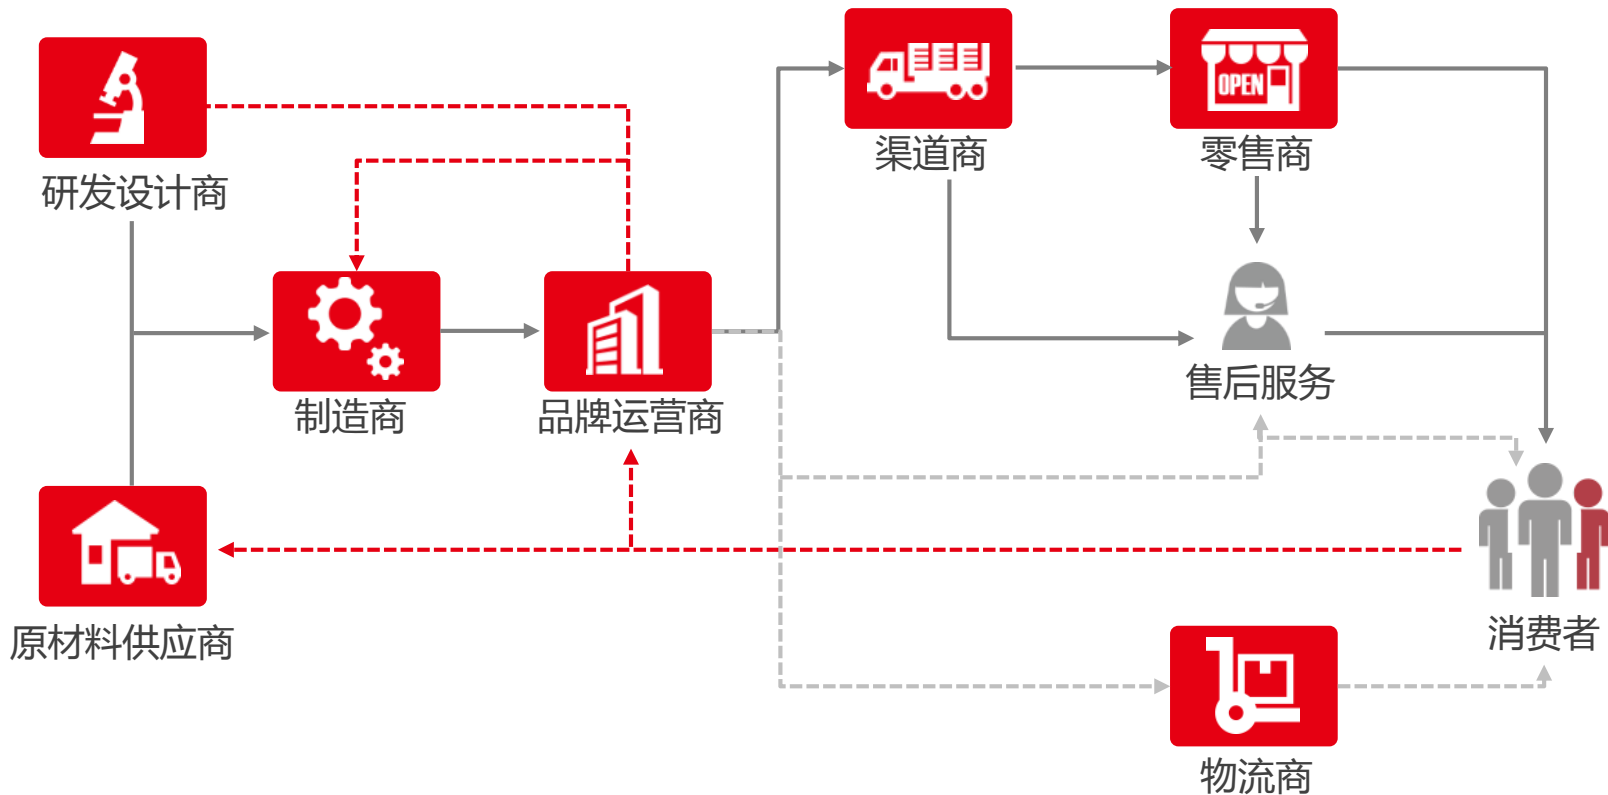 OPEN
渠道商
零售商
研发设计商
售后服务
制造商
品牌运营商
消费者
原材料供应商
物流商